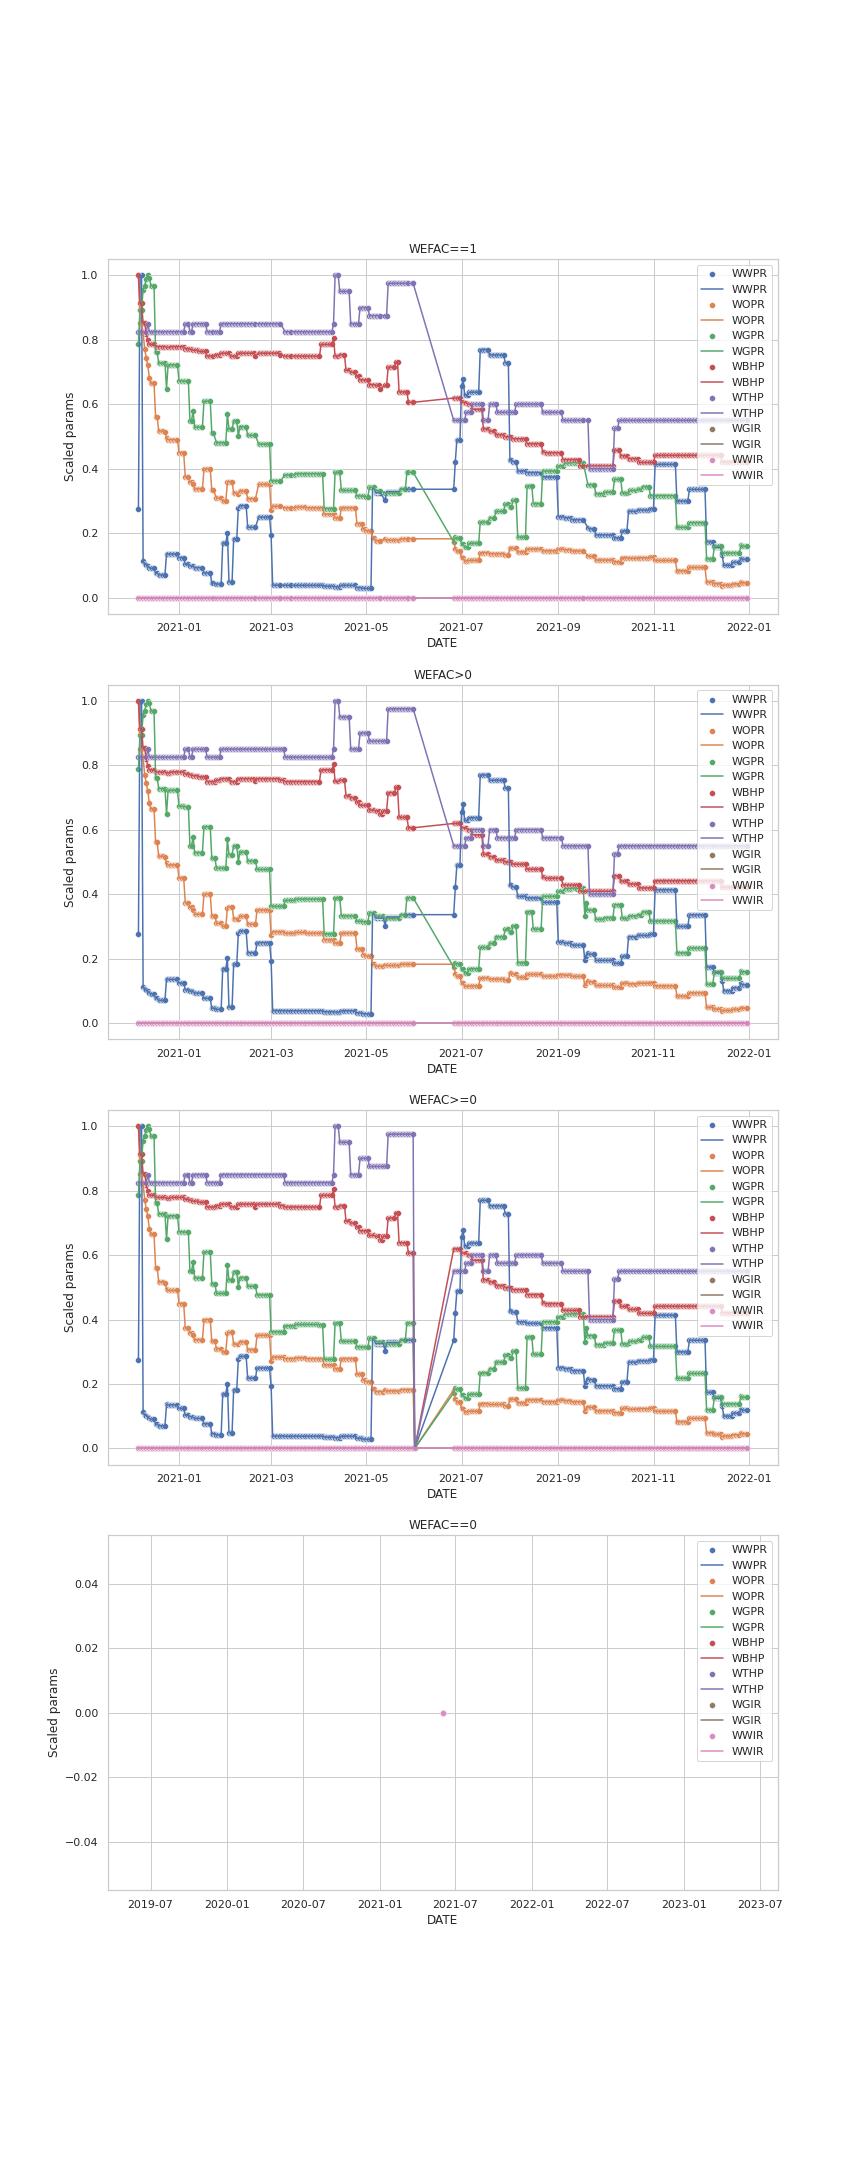 WEFAC==1
1.0
0.8
0.6
0.4
0.2
0.0
Scaled params
WWPR
WWPR
WOPR
WOPR
WGPR
WGPR
WBHP
WBHP
WTHP
WTHP
WGIR
WGIR
WWIR
WWIR
2021-01 2021-03 2021-05 2021-07 2021-09 2021-11 2022-01
DATE
WEFAC>0
1.0
0.8
0.6
0.4
0.2
0.0
Scaled params
WWPR
WWPR
WOPR
WOPR
WGPR
WGPR
WBHP
WBHP
WTHP
WTHP
WGIR
WGIR
WWIR
WWIR
2021-01 2021-03 2021-05 2021-07 2021-09 2021-11 2022-01
DATE
WEFAC>=0
1.0
0.8
0.6
0.4
0.2
0.0
Scaled params
WWPR
WWPR
WOPR
WOPR
WGPR
WGPR
WBHP
WBHP
WTHP
WTHP
WGIR
WGIR
WWIR
WWIR
2021-01 2021-03 2021-05 2021-07 2021-09 2021-11 2022-01
DATE
WEFAC==0
0.04
0.02
0.00
−0.02
−0.04
Scaled params
WWPR
WWPR
WOPR
WOPR
WGPR
WGPR
WBHP
WBHP
WTHP
WTHP
WGIR
WGIR
WWIR
WWIR
2019-07 2020-01 2020-07 2021-01 2021-07 2022-01 2022-07 2023-01 2023-07
DATE